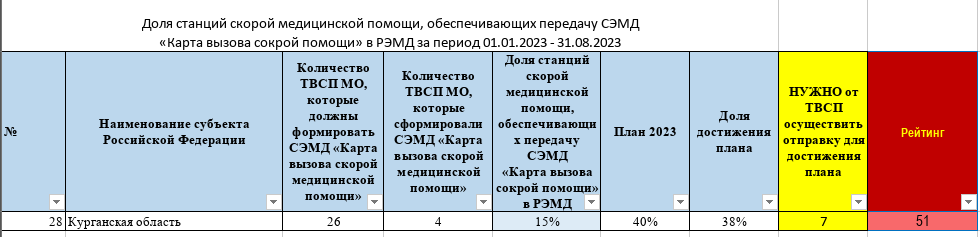 Доля станций скорой медицинской помощи, обеспечивающих передачу СЭМД
«Карта вызова сокрой помощи» в РЭМД за период 01.01.2023 - 31.08.2023
№
Наименование субъекта
Российской Федерации
Количество
ТВСП МО,
которые
должны
формировать
СЭМД «Карта
вызова скорой
медицинской
помощи»
Количество
ТВСП МО,
которые
сформировали
СЭМД «Карта
вызова скорой
медицинской
помощи»
Доля станций
скорой
медицинской
помощи,
обеспечивающи
х передачу
СЭМД
«Карта вызова
сокрой помощи»
в РЭМД
План 2023
Доля
достижения
плана
НУЖНО от
ТВСП
осуществить
отправку для
достижения
плана
Рейтинг
28 Курганская область 26 4 15% 40% 38% 7 51